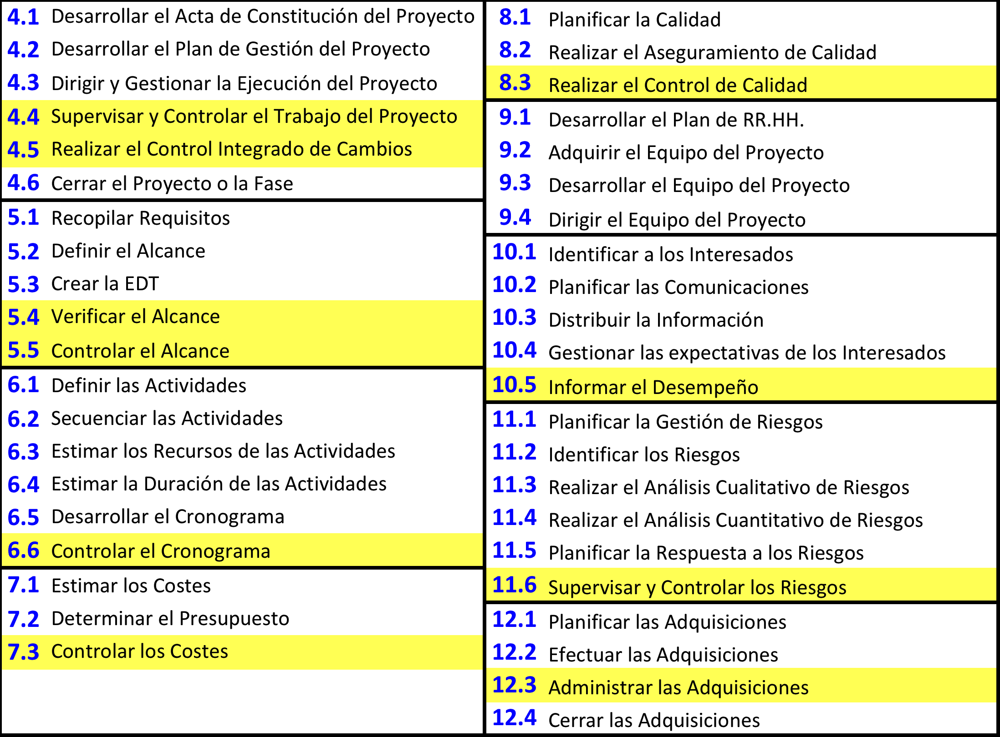 4.1 Desarrollar el Acta de Constitución del Proyecto
4.2 Desarrollar el Plan de Gestión del Proyecto
4.3 Dirigir y Gestionar la Ejecución del Proyecto
4.4 Supervisar y Controlar el Trabajo del Proyecto
4.5 Realizar el Control Integrado de Cambios
4.6 Cerrar el Proyecto o la Fase
5.1 Recopilar Requisitos
5.2 Definir el Alcance
5.3 Crear la EDT
5.4 Verificar el Alcance
5.5 Controlar el Alcance
6.1 Definir las Actividades
6.2 Secuenciar las Actividades
6.3 Estimar los Recursos de las Actividades
6.4 Estimar la Duración de las Actividades
6.5 Desarrollar el Cronograma
6.6 Controlar el Cronograma
7.1 Estimar los Costes
7.2 Determinar el Presupuesto
7.3 Controlar los Costes
8.1 Planificar la Calidad
8.2 Realizar el Aseguramiento de Calidad
8.3 Realizar el Control de Calidad
9.1 Desarrollar el Plan de RR.HH.
9.2 Adquirir el Equipo del Proyecto
9.3 Desarrollar el Equipo del Proyecto
9.4 Dirigir el Equipo del Proyecto
10.1 Identificar a los Interesados
10.2 Planificar las Comunicaciones
10.3 Distribuir la Información
10.4 Gestionar las expectativas de los Interesados
10.5 Informar el Desempeño
11.1 Planificar la Gestión de Riesgos
11.2 Identificar los Riesgos
11.3 Realizar el Análisis Cualitativo de Riesgos
11.4 Realizar el Análisis Cuantitativo de Riesgos
11.5 Planificar la Respuesta a los Riesgos
11.6 Supervisar y Controlar los Riesgos
12.1 Planificar las Adquisiciones
12.2 Efectuar las Adquisiciones
12.3 Administrar las Adquisiciones
12.4 Cerrar las Adquisiciones